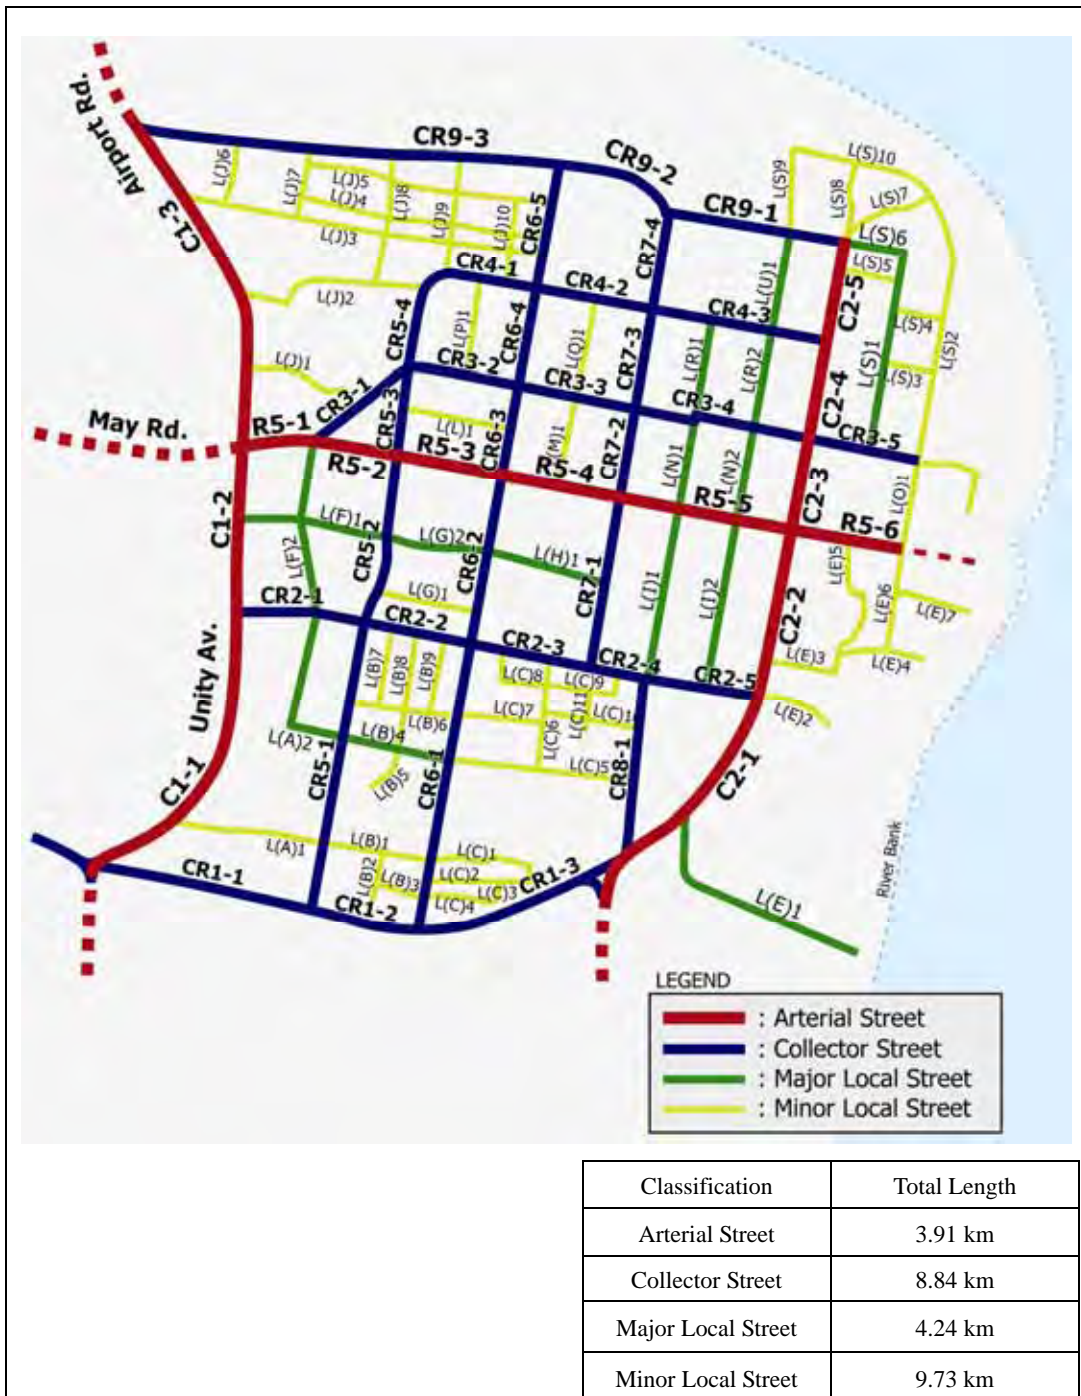 Airport Rd.
CR9-3
CR9-2
CR9-1
L(S)9
L(S)10
L(S)8
L(S)7
L(S)6
L(S)5
L(J)6
L(J)7
L(J)5
L(J)4
L(J)8
L(J)9
L(J)10
L(J)3
C1-3
CR6-5
CR7-4
L(U)1
C2-5
CR4-1
CR4-2
CR4-3
L(J)2
CR5-4
L(P)1
CR6-4
L(Q)1
CR7-3
L(R)1
L(R)2
L(S)4
L(S)2
L(S)1
L(S)3
C2-4
L(J)1
CR3-1
CR3-2
CR3-3
CR3-4
CR3-5
May Rd.
R5-1
R5-2
CR5-3
L(L)1
R5-3
CR6-3
L(M)1
R5-4
CR7-2
L(N)1
L(N)2
R5-5
C2-3
R5-6
L(O)1
C1-2
L(F)1
L(F)2
CR5-2
L(G)2
CR6-2
L(H)1
CR7-1
L(I)1
L(I)2
L(E)5
L(E)6
L(E)7
CR2-1
L(G)1
CR2-2
CR2-3
CR2-4
CR2-5
C2-2
L(E)3
L(E)4
L(E)2
Unity Av.
L(B)7
L(B)8
L(B)9
L(C)8
L(C)9
L(C)7
L(C)11
L(C)6
L(B)6
L(A)2
L(B)4
L(B)5
L(C)5
CR5-1
CR6-1
CR8-1
C2-1
C1-1
L(A)1
L(B)1
L(B)2
L(B)3
L(C)1
L(C)2
L(C)3
L(C)4
CR1-1
CR1-2
CR1-3
L(E)1
River Bank
LEGEND
: Arterial Street
: Collector Street
: Major Local Street
: Minor Local Street
Classification Total Length
Arterial Street 3.91 km
Collector Street 8.84 km
Major Local Street 4.24 km
Minor Local Street 9.73 km